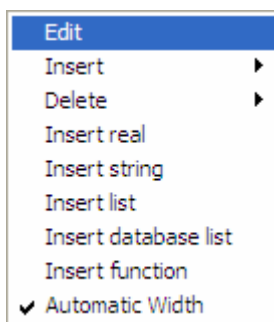 Edit
Insert
Delete
Insert real
Insert string
Insert list
Insert database list
Insert function
Automatic Width